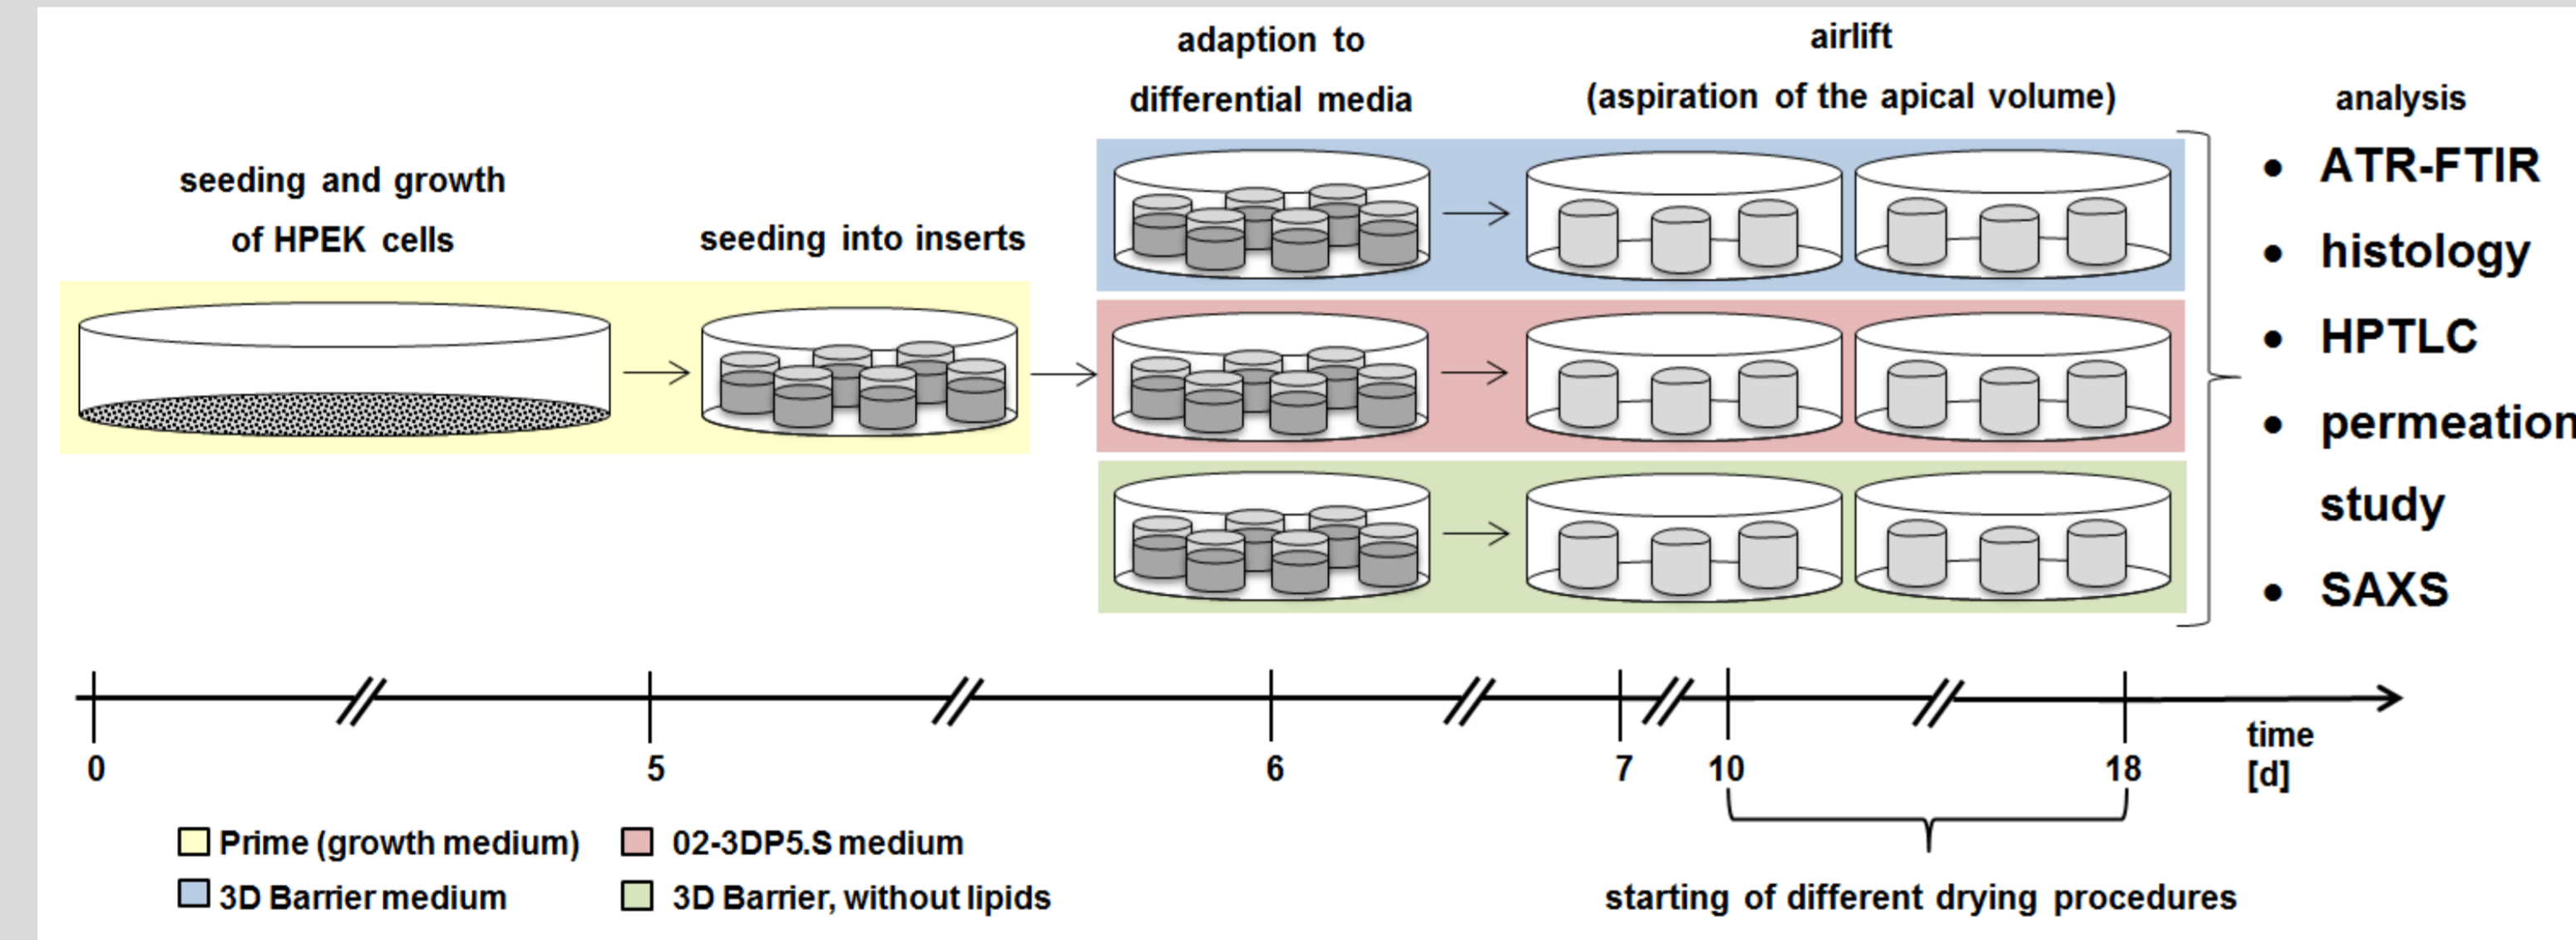 seeding and growth
of HPEK cells
seeding into inserts
adaption to
differential media
airlift
(aspiration of the apical volume)
analysis
• ATR-FTIR
• histology
• HPTLC
• permeation
study
• SAXS
0
5
6
7
10
18
time
[d]
Prime (growth medium)
02-3DP5.S medium
3D Barrier medium
3D Barrier, without lipids
starting of different drying procedures